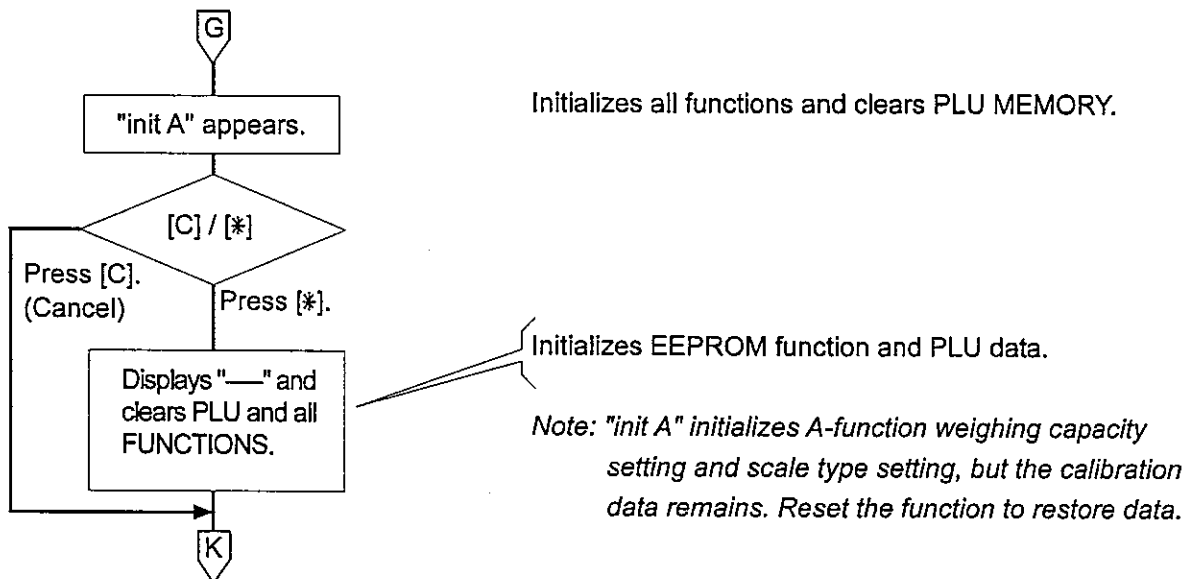 G
"init A" appears.
Initializes all functions and clears PLU MEMORY.
[C] / [*]
Press [C].
(Cancel)
Press [*].
Displays "-----" and
clears PLU and all
FUNCTIONS.
Initializes EEPROM function and PLU data.
Note: "init A" initializes A-function weighing capacity
setting and scale type setting, but the calibration
data remains. Reset the function to restore data.
K